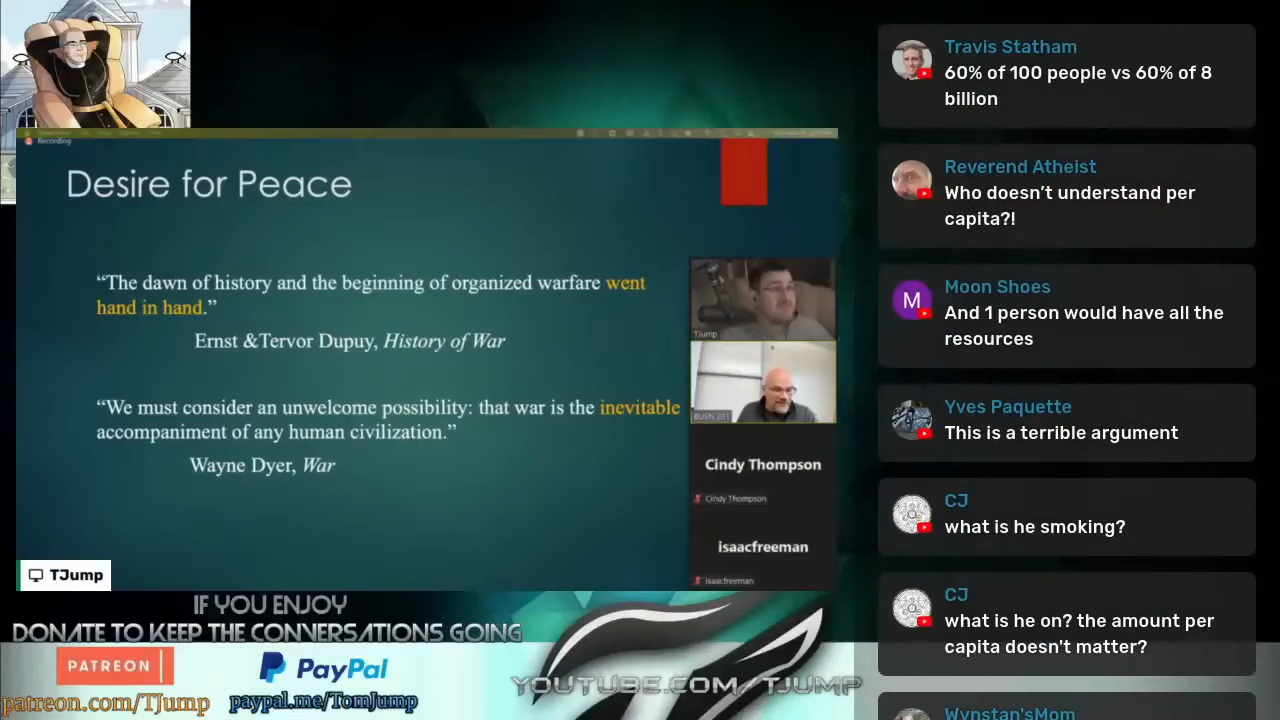 Recording
Desire for Peace
“The dawn of history and the beginning of organized warfare went
hand in hand.”
Ernst &Tervor Dupuy, History of War
“We must consider an unwelcome possibility: that war is the inevitable
accompaniment of any human civilization.”
Wayne Dyer, War
TJump
BUSN 201
Cindy Thompson
Cindy Thompson
isaacfreeman
isaacfreeman
TJump
IF YOU ENJOY
DONATE TO KEEP THE CONVERSATIONS GOING
PATREON
PayPal
patreon.com/TJump
paypal.me/TomJump
YOUTUBE.COM/TJUMP
Travis Statham
60% of 100 people vs 60% of 8
billion
Reverend Atheist
Who doesn’t understand per
capita?!
M
Moon Shoes
And 1 person would have all the
resources
Yves Paquette
This is a terrible argument
CJ
what is he smoking?
CJ
what is he on? the amount per
capita doesn't matter?
Wynstan'sMom